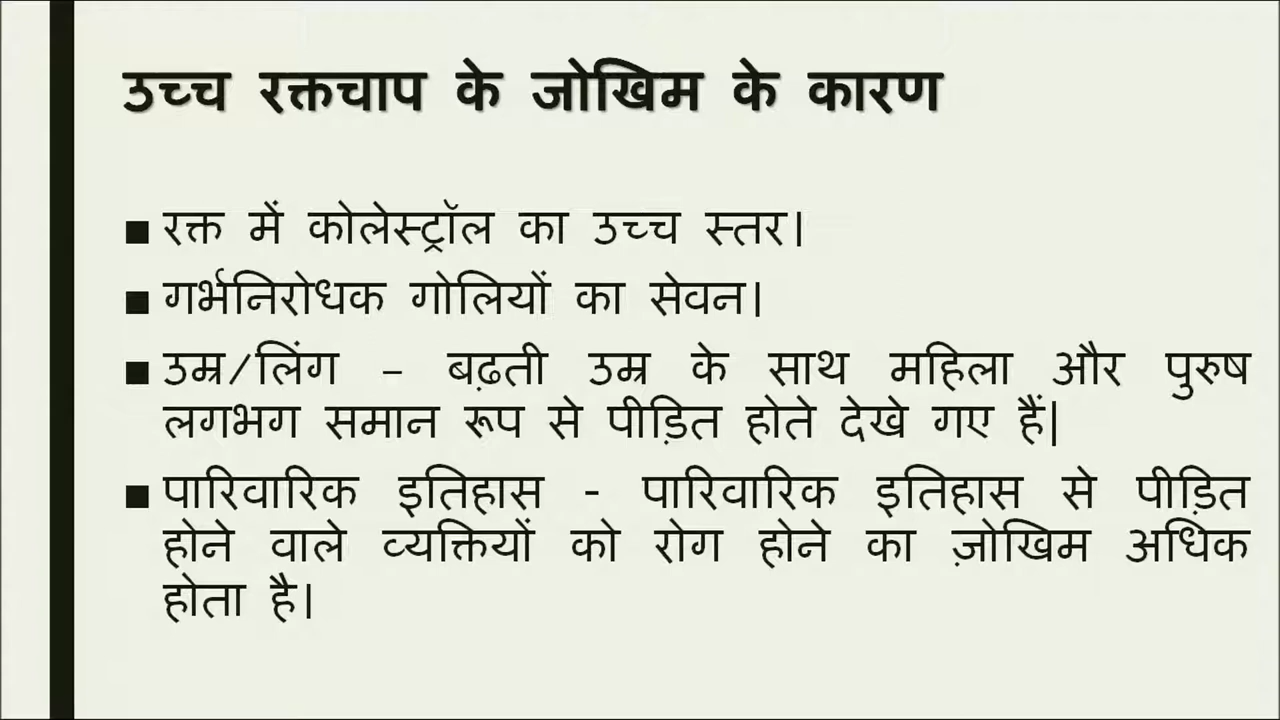 उच्च रक्तचाप के जोखिम के कारण
■ रक्त में कोलेस्ट्रॉल का उच्च स्तर।
■ गर्भनिरोधक गोलियों का सेवन।
■ उम्र/लिंग – बढ़ती उम्र के साथ महिला और पुरुष
लगभग समान रूप से पीड़ित होते देखे गए हैं|
■ पारिवारिक इतिहास - पारिवारिक इतिहास से पीड़ित
होने वाले व्यक्तियों को रोग होने का ज़ोखिम अधिक
होता है।